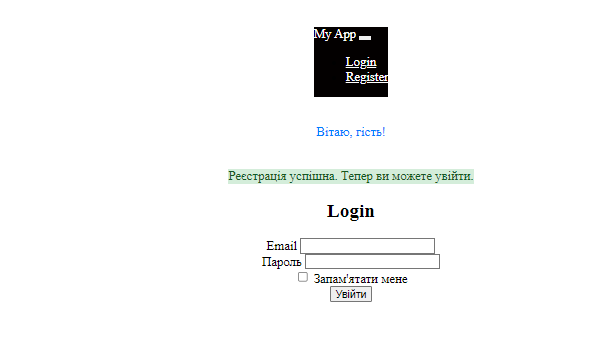 My App
Login
Register
Вітаю, гість!
Реєстрація успішна. Тепер ви можете увійти.
Login
Email
Пароль
Запам'ятати мене
Увійти